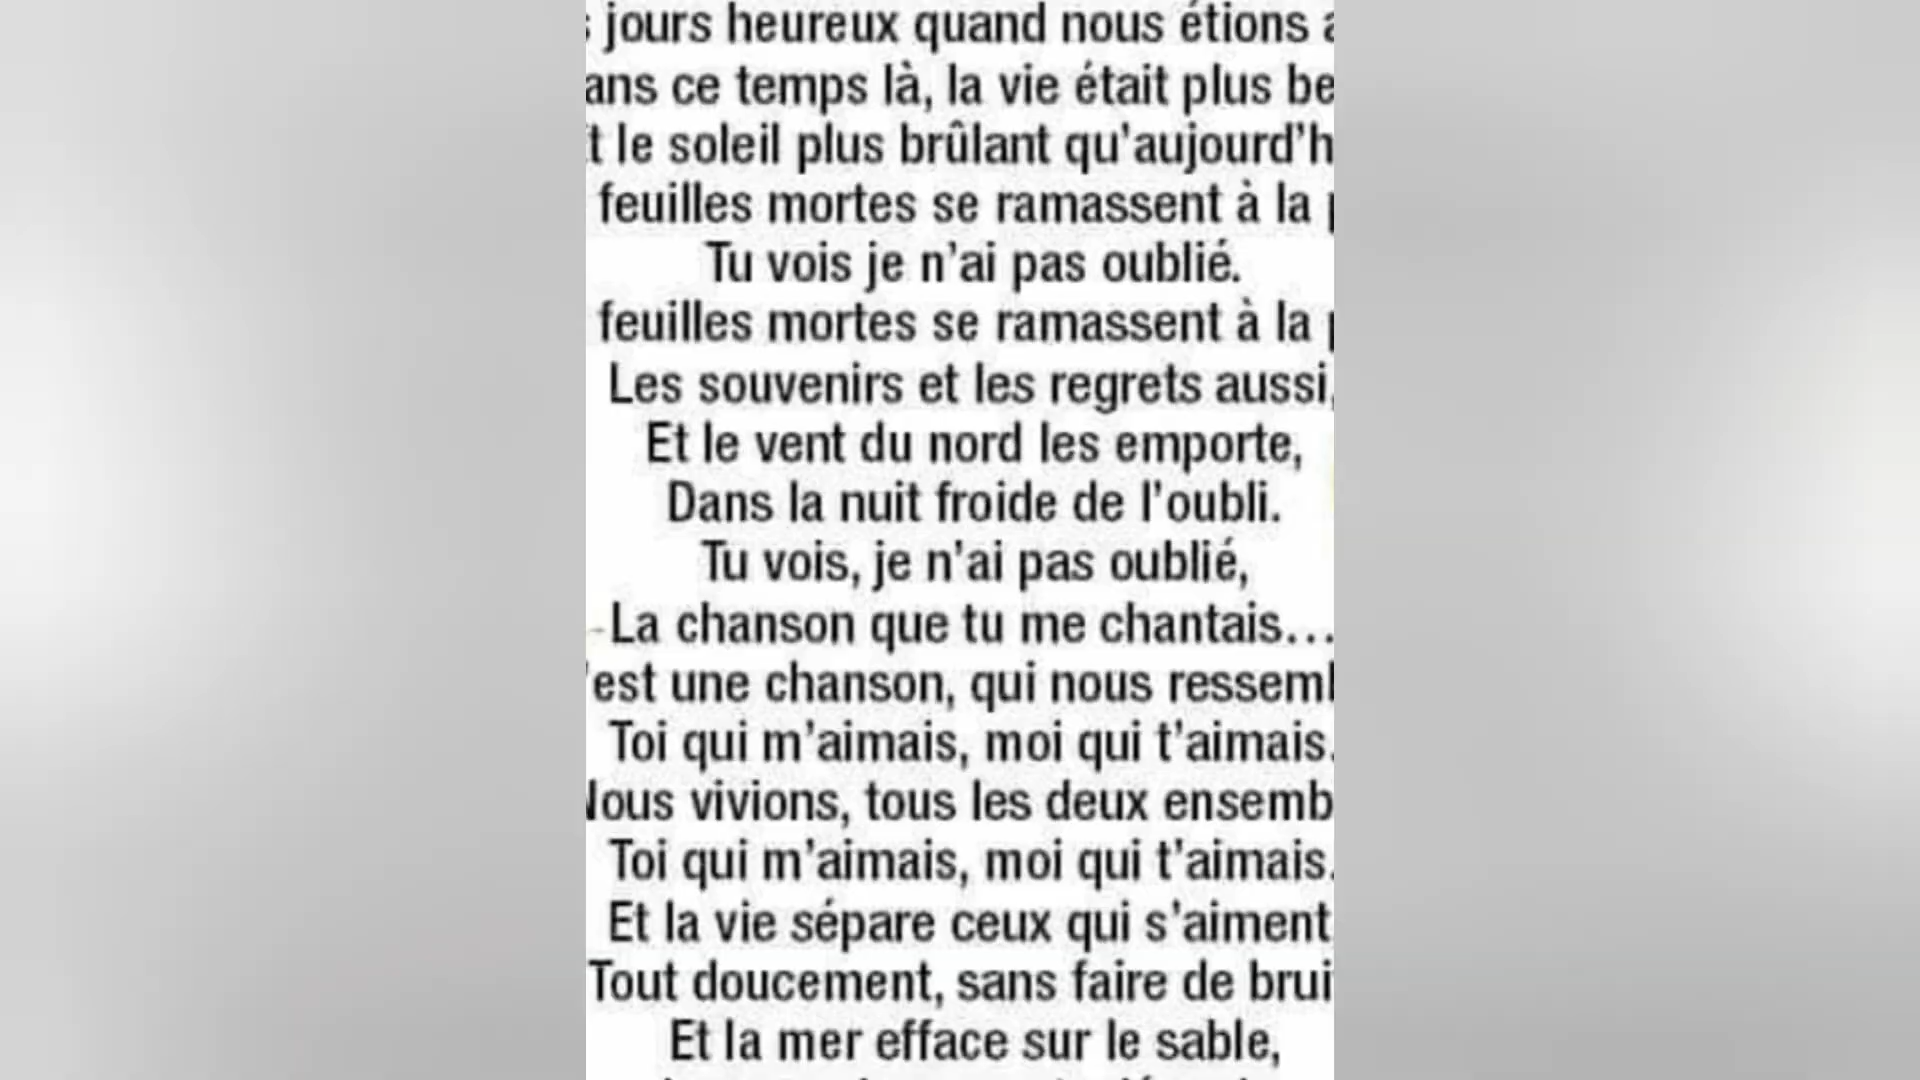 jours heureux quand nous étions
ans ce temps là, la vie était plus be
t le soleil plus brûlant qu'aujourd'h
feuilles mortes se ramassent à la
Tu vois je n'ai pas oublié.
feuilles mortes se ramassent à la
Les souvenirs et les regrets aussi,
Et le vent du nord les emporte,
Dans la nuit froide de l'oubli.
Tu vois, je n'ai pas oublié,
-La chanson que tu me chantais...
'est une chanson, qui nous ressem
Toi qui m'aimais, moi qui t'aimais.
Nous vivions, tous les deux ensemb
Toi qui m'aimais, moi qui t'aimais.
Et la vie sépare ceux qui s'aiment
Tout doucement, sans faire de brui
Et la mer efface sur le sable,